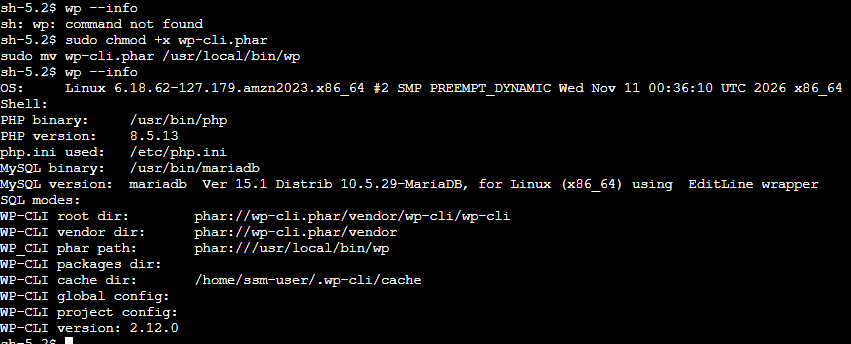 sh-5.2$ wp --info
sh: wp: command not found
sh-5.2$ sudo chmod +x wp-cli.phar
sudo mv wp-cli.phar /usr/local/bin/wp
sh-5.2$ wp --info
OS:     Linux 6.18.62-127.179.amzn2023.x86_64 #2 SMP PREEMPT_DYNAMIC Wed Nov 11 00:36:10 UTC 2026 x86_64
Shell:
PHP binary:     /usr/bin/php
PHP version:    8.5.13
php.ini used:   /etc/php.ini
MySQL binary:   /usr/bin/mariadb
MySQL version:  mariadb  Ver 15.1 Distrib 10.5.29-MariaDB, for Linux (x86_64) using  EditLine wrapper
SQL modes:
WP-CLI root dir:        phar://wp-cli.phar/vendor/wp-cli/wp-cli
WP-CLI vendor dir:      phar://wp-cli.phar/vendor
WP_CLI phar path:       phar:///usr/local/bin/wp
WP-CLI packages dir:
WP-CLI cache dir:       /home/ssm-user/.wp-cli/cache
WP-CLI global config:
WP-CLI project config:
WP-CLI version: 2.12.0
sh-5.2$